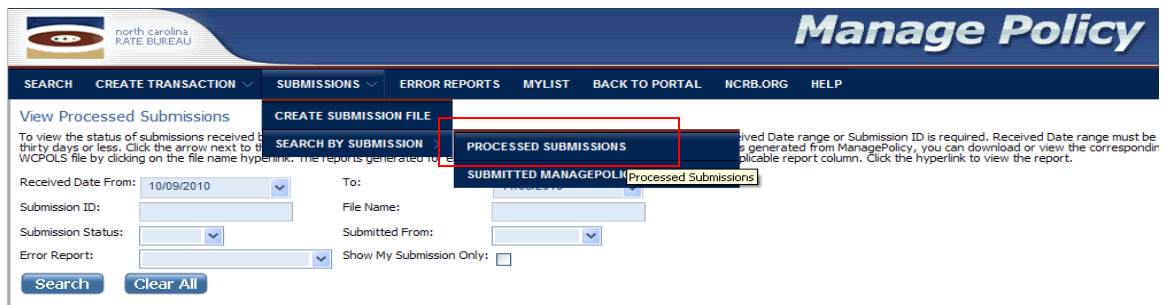 north carolina
RATE BUREAU
Manage Policy
SEARCH CREATE TRANSACTION SUBMISSIONS ERROR REPORTS MYLIST BACK TO PORTAL NCRB.ORG HELP
View Processed Submissions
CREATE SUBMISSION FILE
SEARCH BY SUBMISSION
PROCESSED SUBMISSIONS
SUBMITTED MANAGEPOLI
Processed Submissions
To view the status of submissions received ived Date range or Submission ID is required. Received Date range must be
thirty days or less. Click the arrow next to th s generated from ManagePolicy, you can download or view the correspondin
WCPOLS file by clicking on the file name hyperlink. The reports generated for plicable report column. Click the hyperlink to view the report.
Received Date From: 10/09/2010 To:
Submission ID: File Name:
Submission Status: Submitted From:
Error Report: Show My Submission Only:
Search Clear All